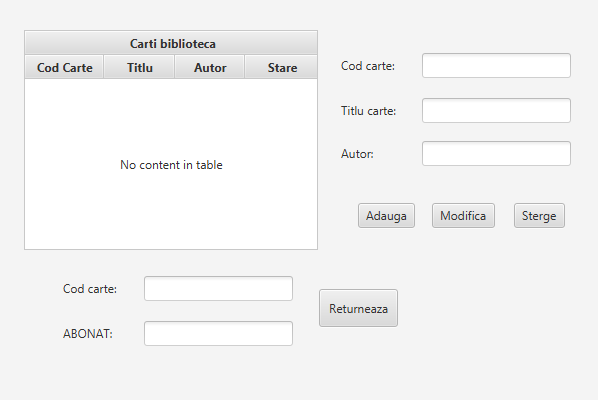 Carti biblioteca
Cod Carte Titlu Autor Stare
No content in table
Cod carte:
Titlu carte:
Autor:
Adauga Modifica Sterge
Cod carte:
ABONAT:
Returneaza